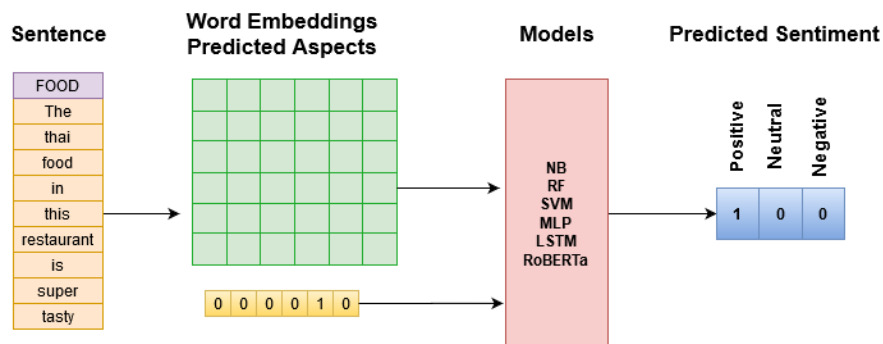 Sentence
Word Embeddings
Predicted Aspects
Models
Predicted Sentiment
FOOD
The
thai
food
in
this
restaurant
is
super
tasty
0 0 0 0 1 0
NB
RF
SVM
MLP
LSTM
RoBERTa
Positive
Neutral
Negative
1 0 0